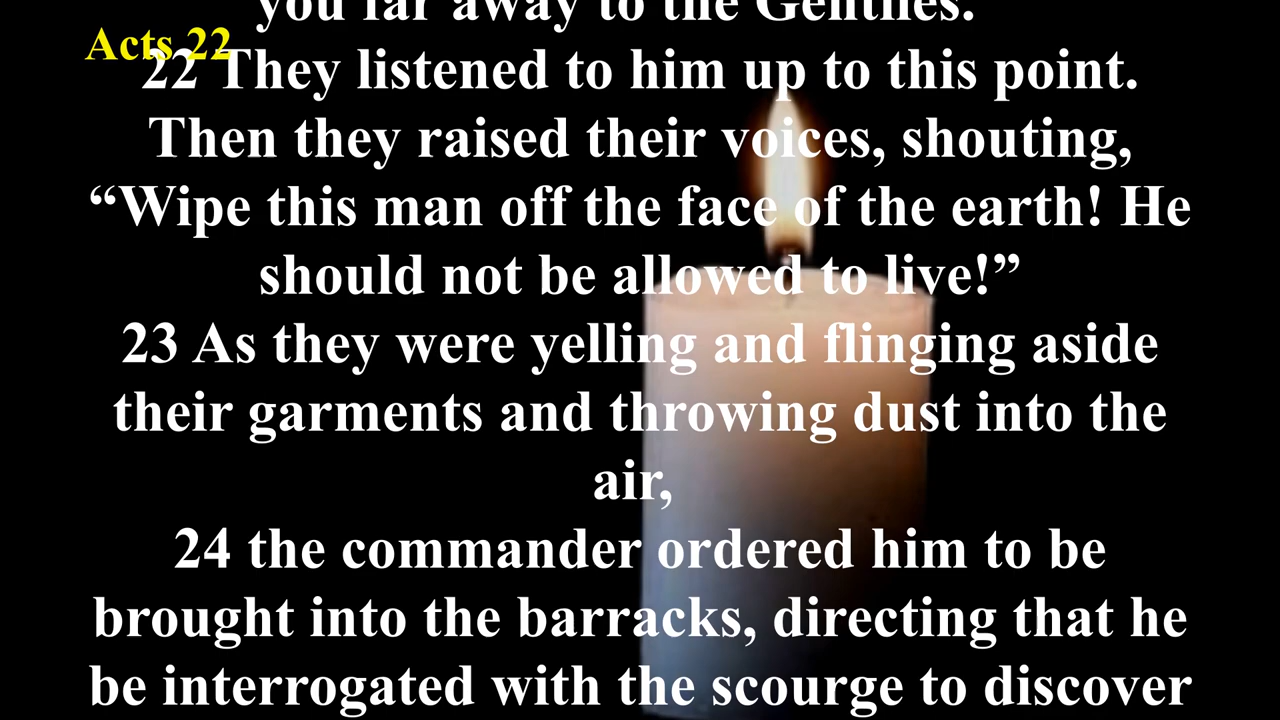 you far away to the Gentiles.
Acts 22
22 They listened to him up to this point.
Then they raised their voices, shouting,
“Wipe this man off the face of the earth! He
should not be allowed to live!”
23 As they were yelling and flinging aside
their garments and throwing dust into the
air,
24 the commander ordered him to be
brought into the barracks, directing that he
be interrogated with the scourge to discover